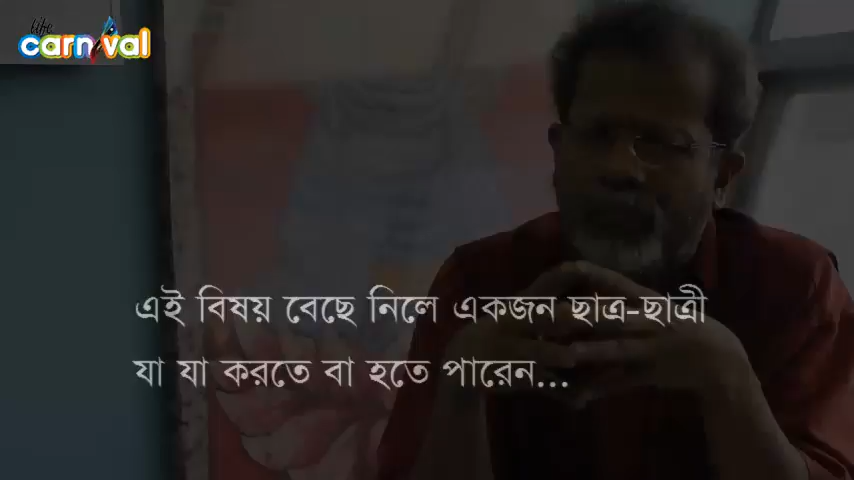 life
carnival
এই বিষয় বেছে নিলে একজন ছাত্র-ছাত্রী
যা যা করতে বা হতে পারেন...